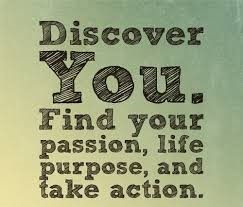 Discover
You.
Find your
passion, life
purpose, and
take action.